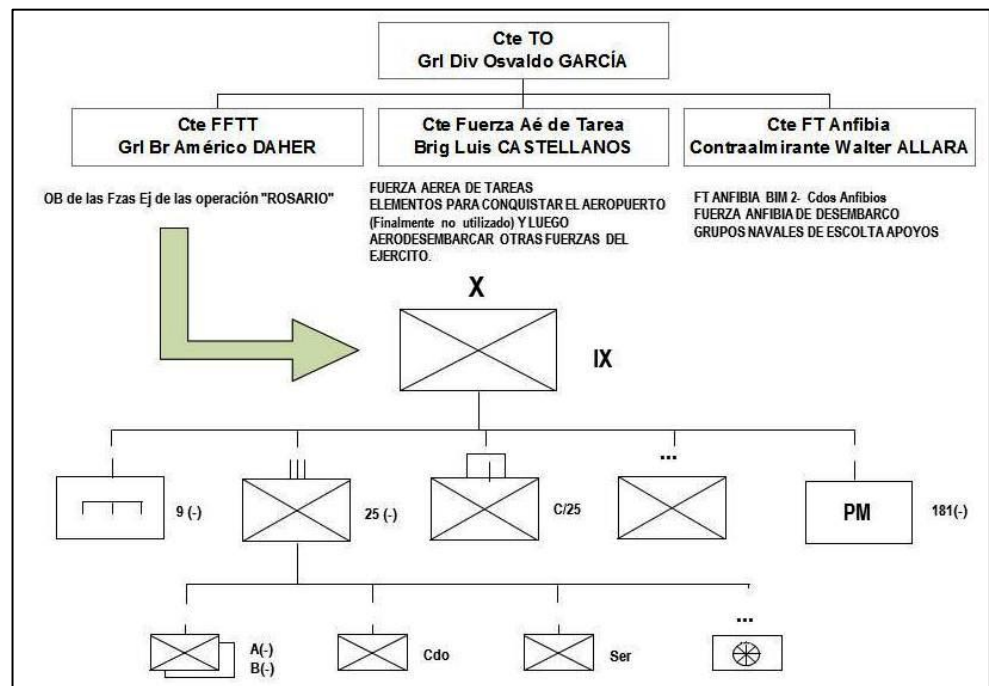 Cte TO
Grl Div Osvaldo GARCÍA
Cte FFTT
Grl Br Américo DAHER
Cte Fuerza Aé de Tarea
Brig Luis CASTELLANOS
Cte FT Anfibia
Contraalmirante Walter ALLARA
OB de las Fzas Ej de las operación "ROSARIO"
FUERZA AEREA DE TAREAS
ELEMENTOS PARA CONQUISTAR EL AEROPUERTO
(Finalmente no utilizado) Y LUEGO
AERODESEMBARCAR OTRAS FUERZAS DEL
EJERCITO.
FT ANFIBIA BIM 2- Cdos Anfibios
FUERZA ANFIBIA DE DESEMBARCO
GRUPOS NAVALES DE ESCOLTA APOYOS
X
IX
...
9 (-)
25 (-)
C/25
PM
181(-)
...
A(-)
B(-)
Cdo
Ser